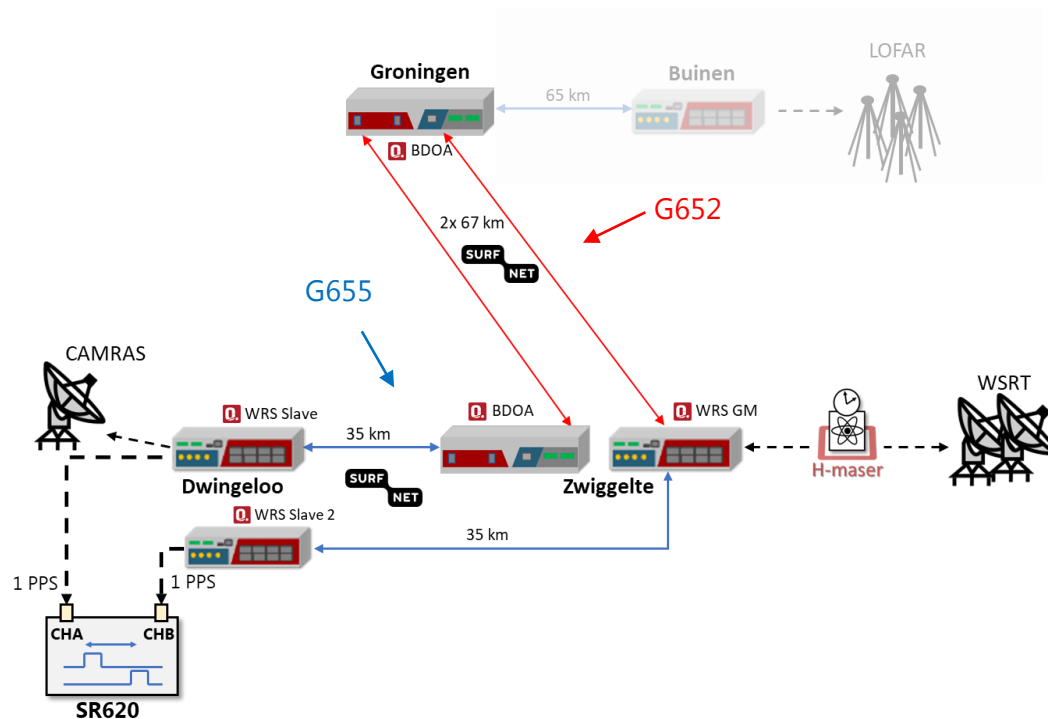 LOFAR
Groningen
Buinen
65 km
Q. BDOA
G652
2x 67 km
SURF
NET
G655
CAMRAS
WSRT
Q. WRS Slave
Q. BDOA
Q. WRS GM
35 km
H-maser
Dwingeloo
Zwiggelte
SURF
NET
Q. WRS Slave 2
35 km
1 PPS
1 PPS
CHA
CHB
SR620